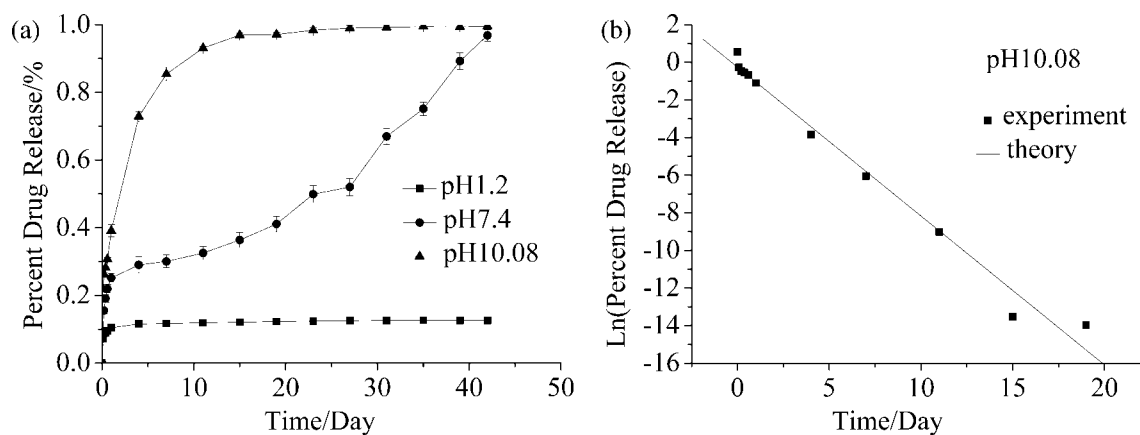 (a)
1.0
0.8
0.6
0.4
0.2
0.0
Percent Drug Release/%
pH1.2
pH7.4
pH10.08
0 10 20 30 40 50
Time/Day
(b)
2
0
-2
-4
-6
-8
-10
-12
-14
-16
Ln(Percent Drug Release)
pH10.08
experiment
theory
0 5 10 15 20
Time/Day